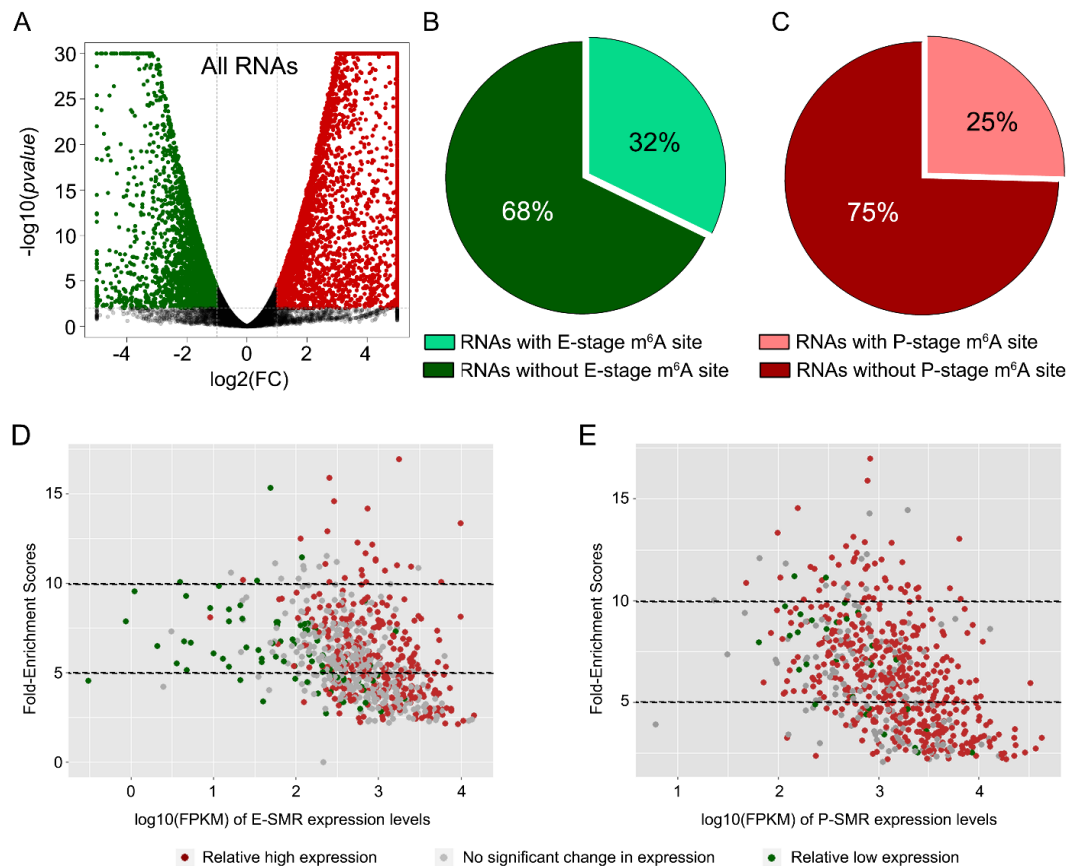 A
All RNAs
30
25
20
15
10
5
0
-log10(pvalue)
-4 -2 0 2 4
log2(FC)
B
32%
68%
RNAs with E-stage m⁶A site
RNAs without E-stage m⁶A site
C
25%
75%
RNAs with P-stage m⁶A site
RNAs without P-stage m⁶A site
D
Fold-Enrichment Scores
15
10
5
0
0 1 2 3 4
log10(FPKM) of E-SMR expression levels
E
Fold-Enrichment Scores
15
10
5
1 2 3 4
log10(FPKM) of P-SMR expression levels
Relative high expression
No significant change in expression
Relative low expression